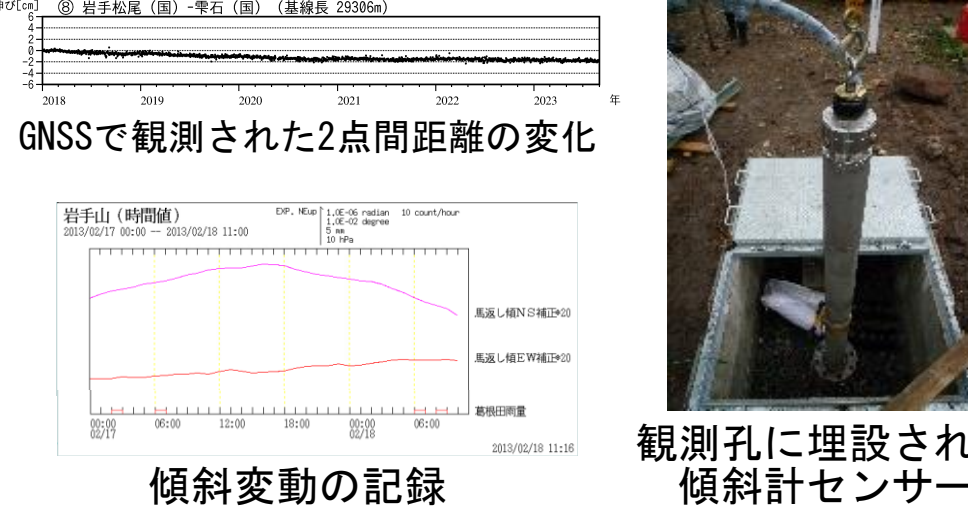 伸び[cm] ⑧ 岩手松尾（国）-雫石（国）（基線長 29306m）
4
2
0
-2
-4
-6
2018 2019 2020 2021 2022 2023 年
GNSSで観測された2点間距離の変化
岩手山（時間値）
2013/02/17 00:00 -- 2013/02/18 11:00
EXP. NEup
1.0E-06 radian 10 count/hour
1.0E-02 degree
5 mm
10 hPa
馬返し傾NS補正*20
馬返し傾EW補正*20
葛根田雨量
00:00 06:00 12:00 18:00 00:00 06:00
02/17 02/18
2013/02/18 11:16
傾斜変動の記録
観測孔に埋設され
傾斜計センサー